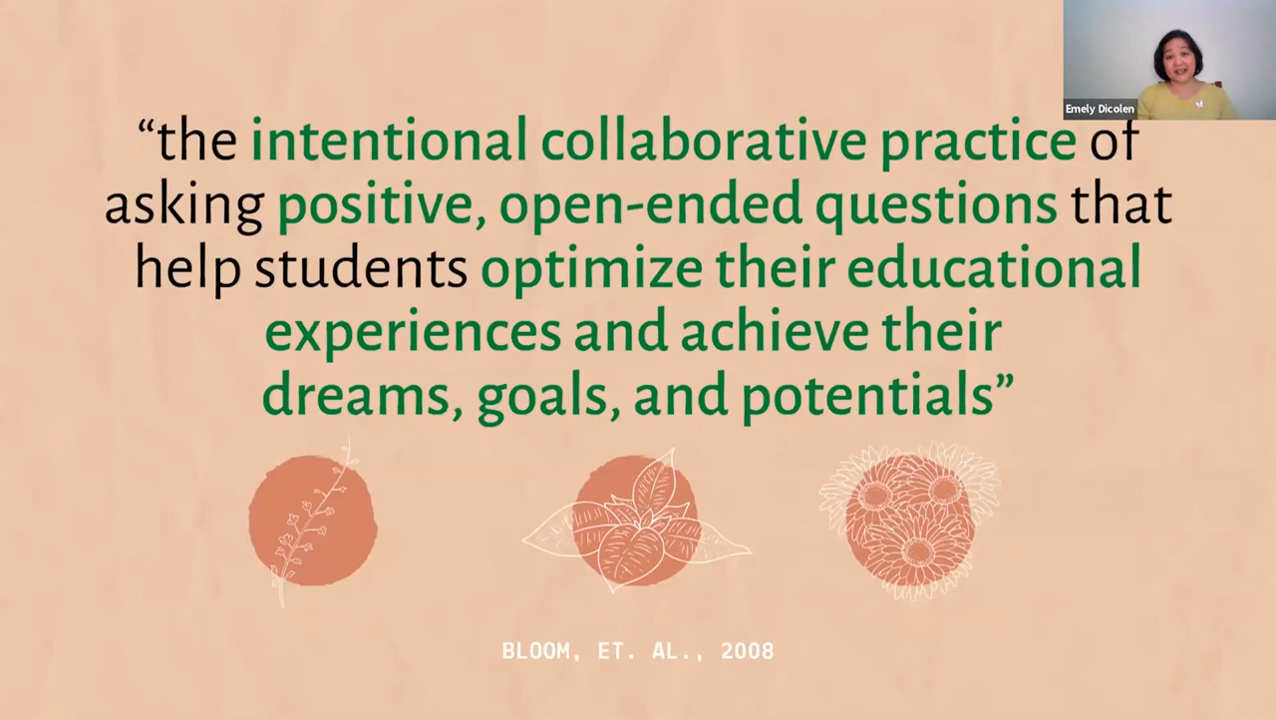 Emely Dicolen
“the intentional collaborative practice of
asking positive, open-ended questions that
help students optimize their educational
experiences and achieve their
dreams, goals, and potentials”
BLOOM, ET. AL., 2008